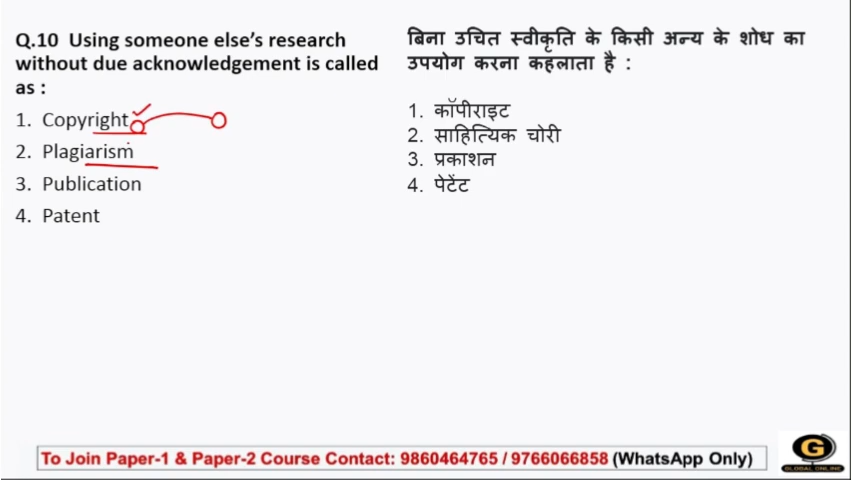 Q.10 Using someone else's research
without due acknowledgement is called
as :
1. Copyright
2. Plagiarism
3. Publication
4. Patent
बिना उचित स्वीकृति के किसी अन्य के शोध का
उपयोग करना कहलाता है :
1. कॉपीराइट
2. साहित्यिक चोरी
3. प्रकाशन
4. पेटेंट
To Join Paper-1 & Paper-2 Course Contact: 9860464765 / 9766066858 (WhatsApp Only)
G
GLOBAL ONLINE